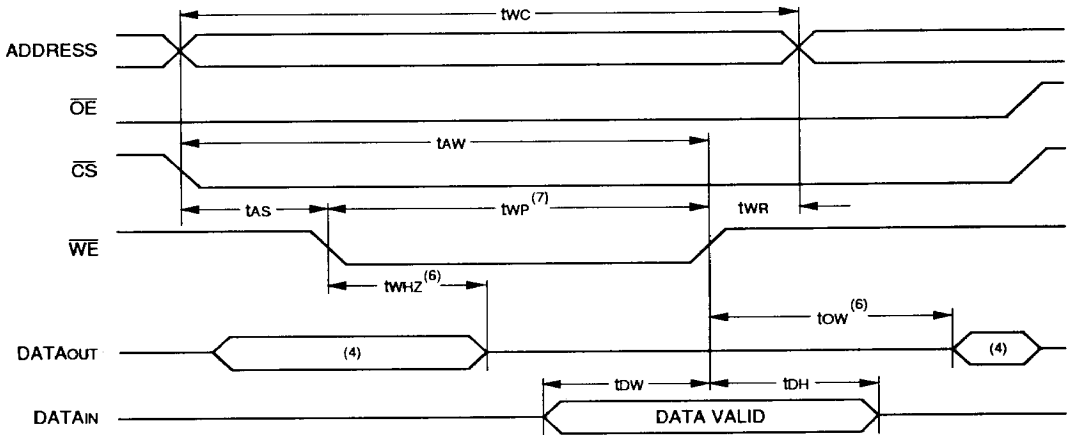 tWC
ADDRESS
OE
tAW
CS
tAS tWP(7) tWR
WE
tWHZ(6)
tOW(6)
DATAOUT (4) (4)
tDW tDH
DATAIN DATA VALID